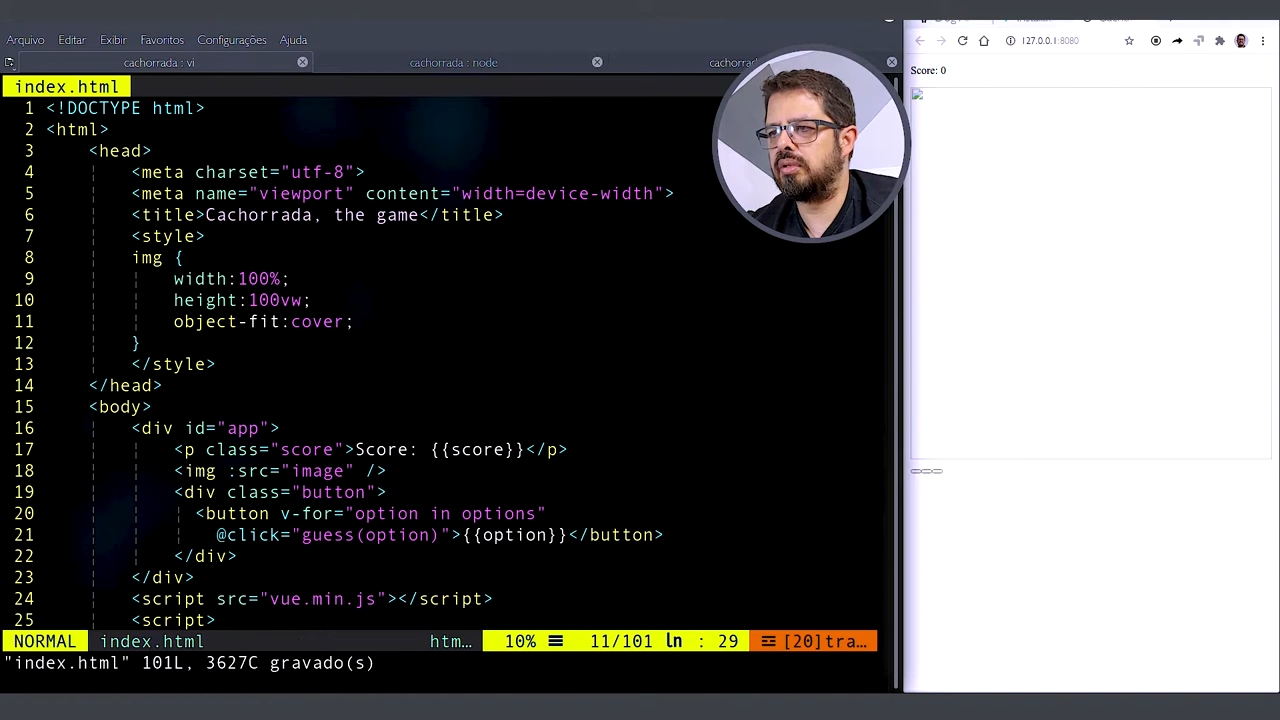 Arquivo Editar Exibir Favoritos Ajuda
cachorrada : vi
cachorrada : node
127.0.0.1:8080
index.html
1 <!DOCTYPE html>
2 <html>
3 <head>
4 <meta charset="utf-8">
5 <meta name="viewport" content="width=device-width">
6 <title>Cachorrada, the game</title>
7 <style>
8 img {
9 width:100%;
10 height:100vw;
11 object-fit:cover;
12 }
13 </style>
14 </head>
15 <body>
16 <div id="app">
17 <p class="score">Score: {{score}}</p>
18 <img :src="image" />
19 <div class="button">
20 <button v-for="option in options"
21 @click="guess(option)">{{option}}</button>
22 </div>
23 </div>
24 <script src="vue.min.js"></script>
25 <script>
NORMAL index.html htm… 10% 11/101 ln : 29 [20]tra…
"index.html" 101L, 3627C gravado(s)
Score: 0